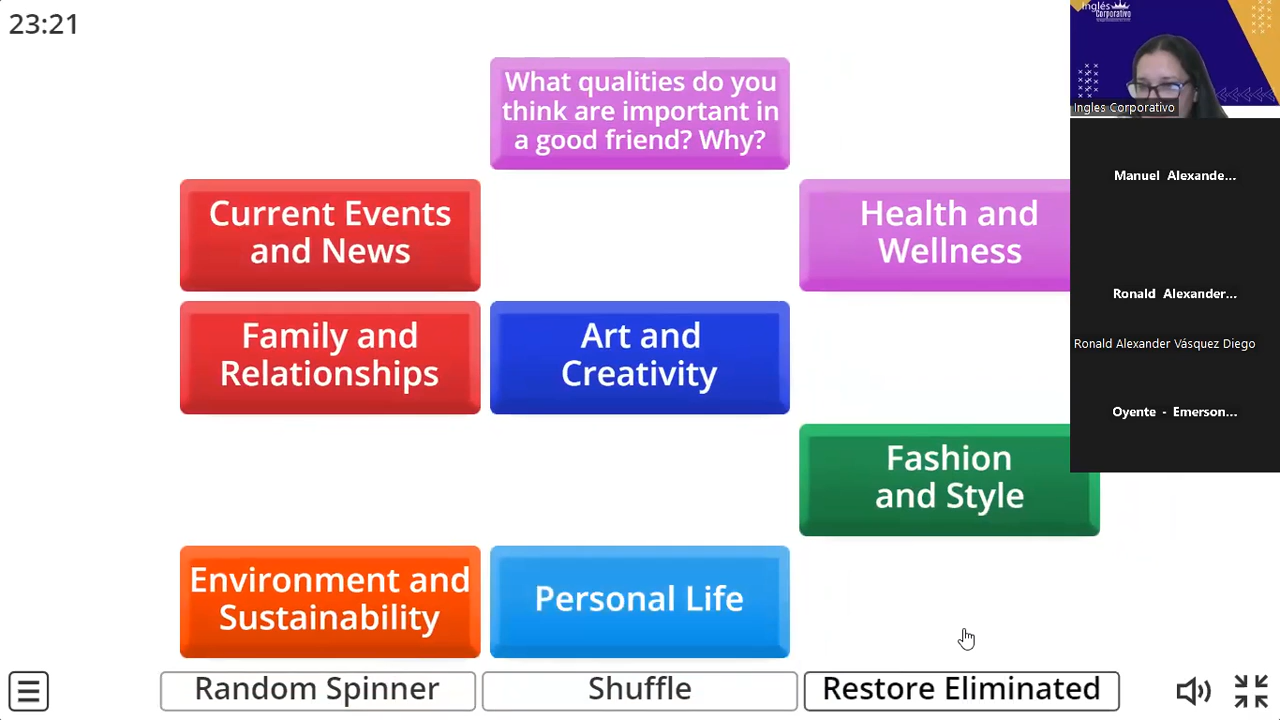 23:21
What qualities do you
think are important in
a good friend? Why?
Current Events
and News
Health and
Wellness
Family and
Relationships
Art and
Creativity
Fashion
and Style
Environment and
Sustainability
Personal Life
Random Spinner
Shuffle
Restore Eliminated
Inglés
Corporativo
Ingles Corporativo
Manuel Alexande...
Ronald Alexander...
Ronald Alexander Vásquez Diego
Oyente - Emerson...